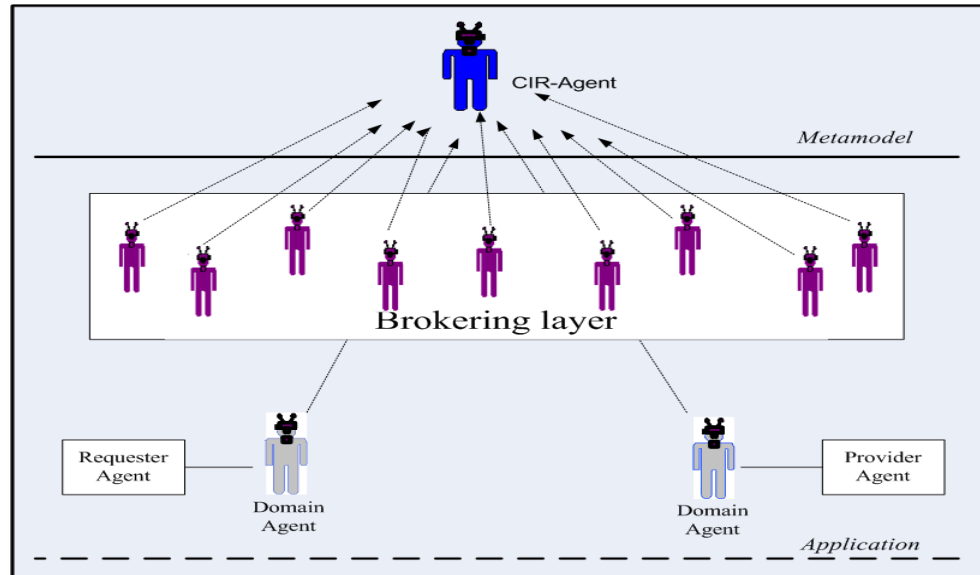 CIR-Agent
Metamodel
Brokering layer
Requester
Agent
Domain
Agent
Domain
Agent
Provider
Agent
Application